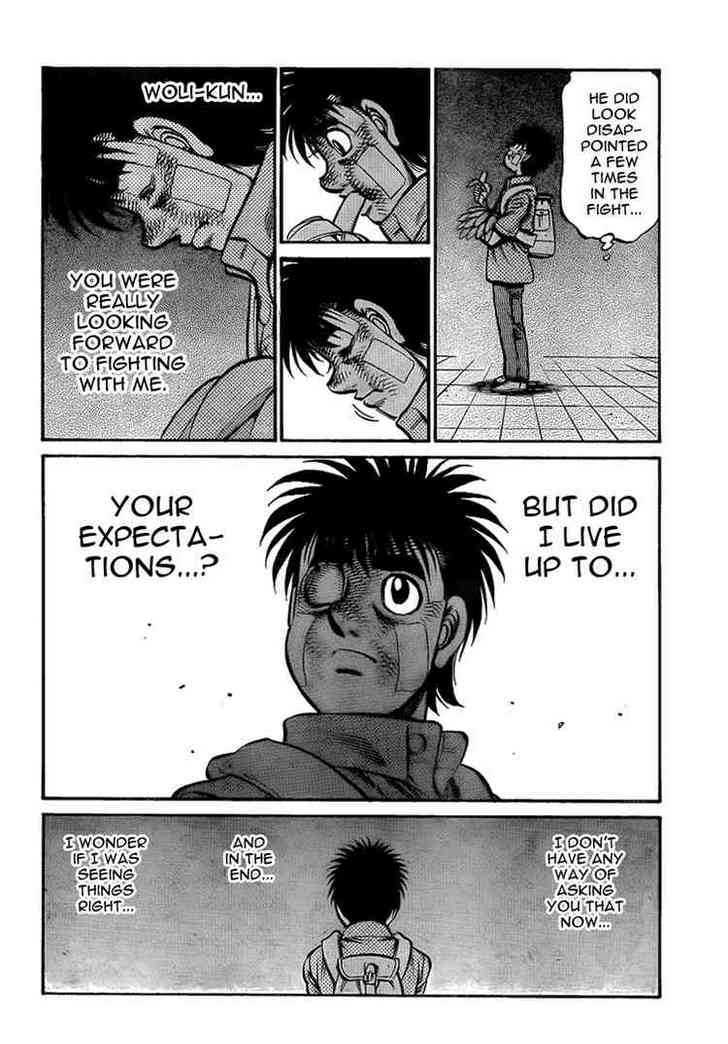 HE DID
LOOK
DISAP-
POINTED
A FEW
TIMES
IN THE
FIGHT...
WOLI-KUN...
YOU WERE
REALLY
LOOKING
FORWARD
TO FIGHTING
WITH ME.
BUT DID
I LIVE
UP TO...
YOUR
EXPECTA-
TIONS...?
I DON'T
HAVE ANY
WAY OF
ASKING
YOU THAT
NOW...
AND
IN THE
END...
I WONDER
IF I WAS
SEEING
THINGS
RIGHT...